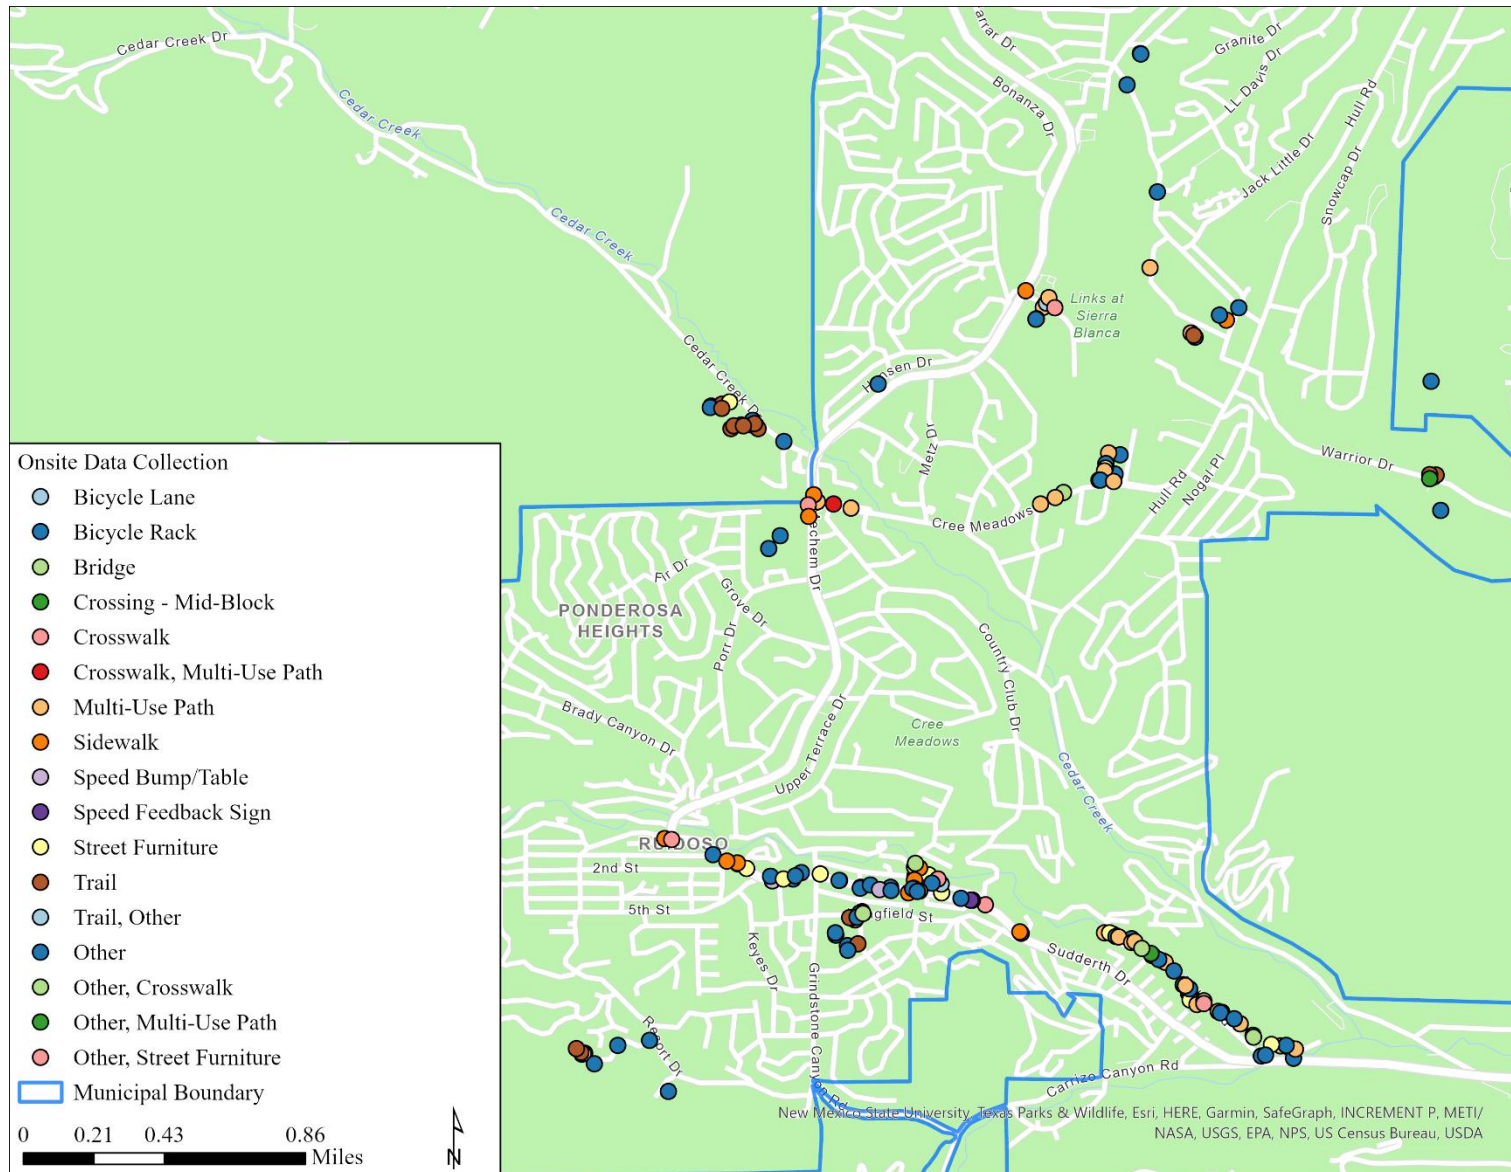 Cedar Creek Dr
Cedar Creek
Cedar Creek
Cedar Creek Dr
arrar Dr
Bonanza Dr
Granite Dr
LL Davis Dr
Hull Rd
Jack Little Dr
Snowcap Dr
Links at
Sierra
Blanca
Hansen Dr
Metz Dr
Warrior Dr
Hull Rd
Nogal Pl
Cree Meadows
echem Dr
Fir Dr
Grove Dr
Porr Dr
PONDEROSA
HEIGHTS
Country Club Dr
Brady Canyon Dr
Upper Terrace Dr
Cree
Meadows
Cedar Creek
2nd St
5th St
gfield St
Keyes Dr
Grindstone Canyon Rd
Sudderth Dr
Resort Dr
Carrizo Canyon Rd
Onsite Data Collection
Bicycle Lane
Bicycle Rack
Bridge
Crossing - Mid-Block
Crosswalk
Crosswalk, Multi-Use Path
Multi-Use Path
Sidewalk
Speed Bump/Table
Speed Feedback Sign
Street Furniture
Trail
Trail, Other
Other
Other, Crosswalk
Other, Multi-Use Path
Other, Street Furniture
Municipal Boundary
0 0.21 0.43 0.86
Miles
N
New Mexico State University, Texas Parks & Wildlife, Esri, HERE, Garmin, SafeGraph, INCREMENT P, METI/
NASA, USGS, EPA, NPS, US Census Bureau, USDA